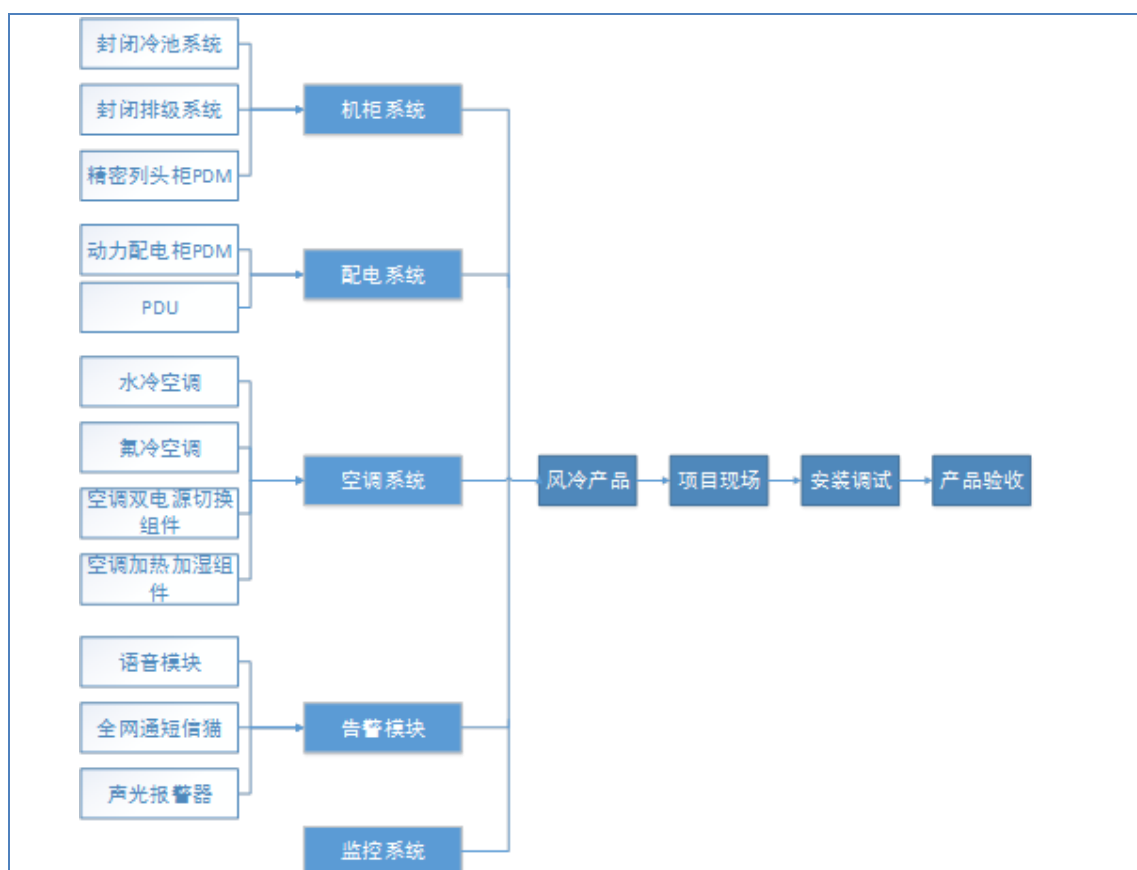 封闭冷池系统
封闭排级系统
精密列头柜PDM
机柜系统
动力配电柜PDM
PDU
配电系统
水冷空调
氟冷空调
空调双电源切换
组件
空调加热加湿组
件
空调系统
语音模块
全网通短信猫
声光报警器
告警模块
监控系统
风冷产品
项目现场
安装调试
产品验收